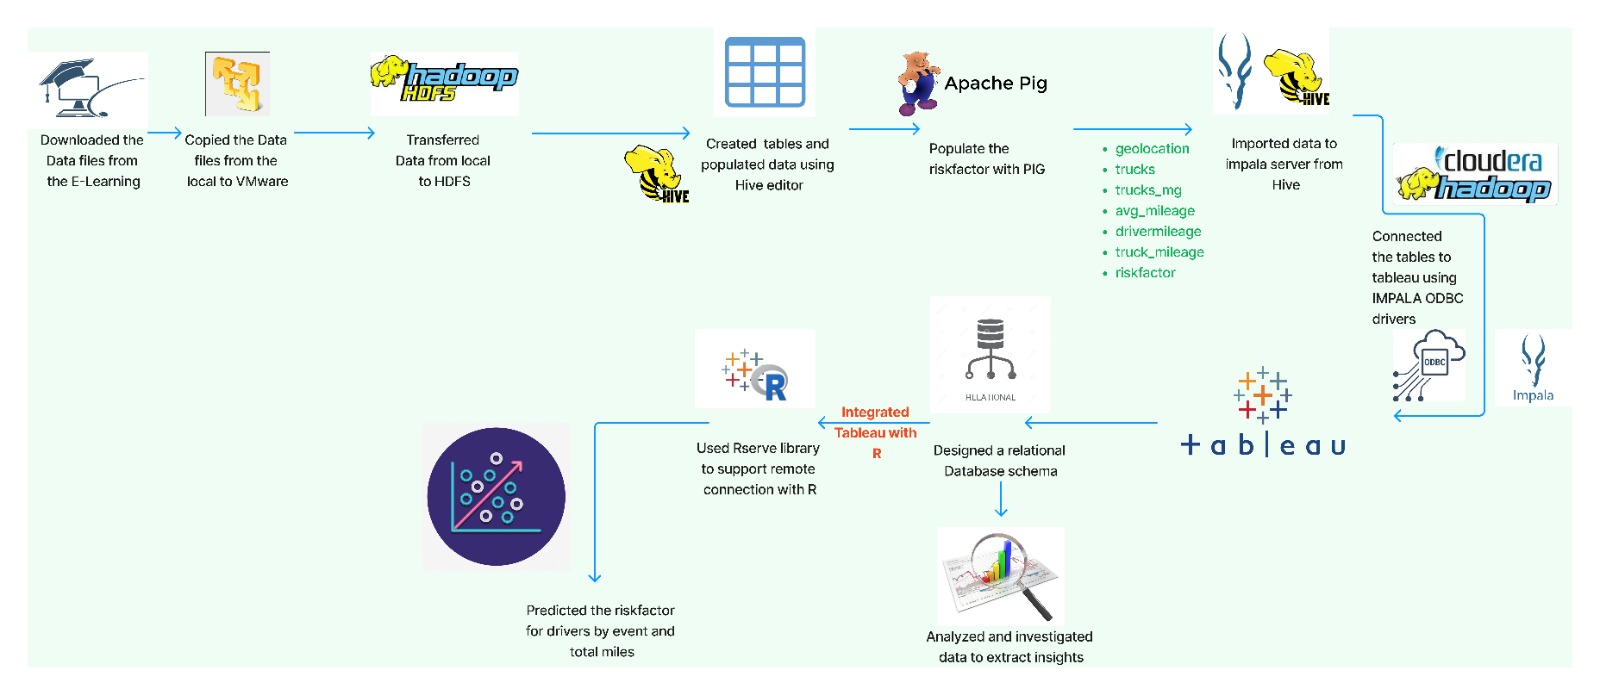 Downloaded the
Data files from
the E-Learning
Copied the Data
files from the
local to VMware
hadoop
HDFS
Transferred
Data from local
to HDFS
HIVE
Created tables and
populated data using
Hive editor
Apache Pig
Populate the
riskfactor with PIG
• geolocation
• trucks
• trucks_mg
• avg_mileage
• drivermileage
• truck_mileage
• riskfactor
HIVE
Imported data to
impala server from
Hive
cloudera
hadoop
Connected
the tables to
tableau using
IMPALA ODBC
drivers
ODBC
Impala
+ableau
RELATIONAL
Designed a relational
Database schema
Integrated
Tableau with
R
R
Used Rserve library
to support remote
connection with R
Predicted the riskfactor
for drivers by event and
total miles
Analyzed and investigated
data to extract insights